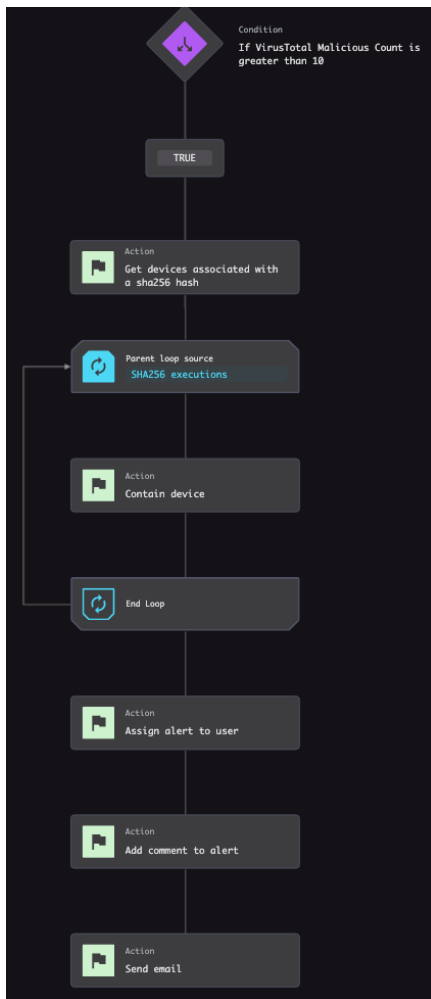 Condition
If VirusTotal Malicious Count is
greater than 10
TRUE
Action
Get devices associated with
a sha256 hash
Parent loop source
SHA256 executions
Action
Contain device
End Loop
Action
Assign alert to user
Action
Add comment to alert
Action
Send email